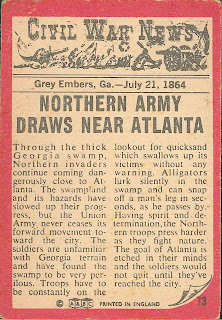 CIVIL WAR NEWS
Grey Embers, Ga.—July 21, 1864
NORTHERN ARMY
DRAWS NEAR ATLANTA
Through the thick
Georgia swamp,
Northern invaders
continue coming dan-
gerously close to At-
lanta. The swampland
and its hazards have
slowed up their prog-
ress, but the Union
Army never ceases its
forward movement to-
ward the city. The
soldiers are unfamiliar
with Georgia terrain
and have found the
swamp to be very per-
ilous. Troops have to
be constantly on the
lookout for quicksand
which swallows up its
victims without any
warning. Alligators
lurk silently in the
swamp and can snap
off a man's leg in sec-
onds, as he passes by.
Having spirit and de-
termination, the North-
ern troops press harder
as they fight nature.
The goal of Atlanta is
etched in their minds
and the soldiers would
not quit until they've
reached the city.
© A&BC PRINTED IN ENGLAND
73